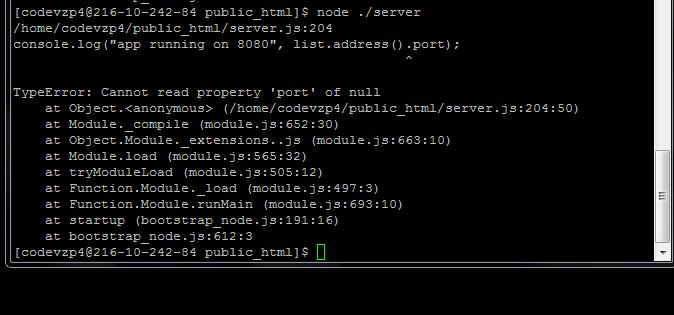 [codevzp4@216-10-242-84 public_html]$ node ./server
/home/codevzp4/public_html/server.js:204
console.log("app running on 8080", list.address().port);
^
TypeError: Cannot read property 'port' of null
at Object.<anonymous> (/home/codevzp4/public_html/server.js:204:50)
at Module._compile (module.js:652:30)
at Object.Module._extensions..js (module.js:663:10)
at Module.load (module.js:565:32)
at tryModuleLoad (module.js:505:12)
at Function.Module._load (module.js:497:3)
at Function.Module.runMain (module.js:693:10)
at startup (bootstrap_node.js:191:16)
at bootstrap_node.js:612:3
[codevzp4@216-10-242-84 public_html]$